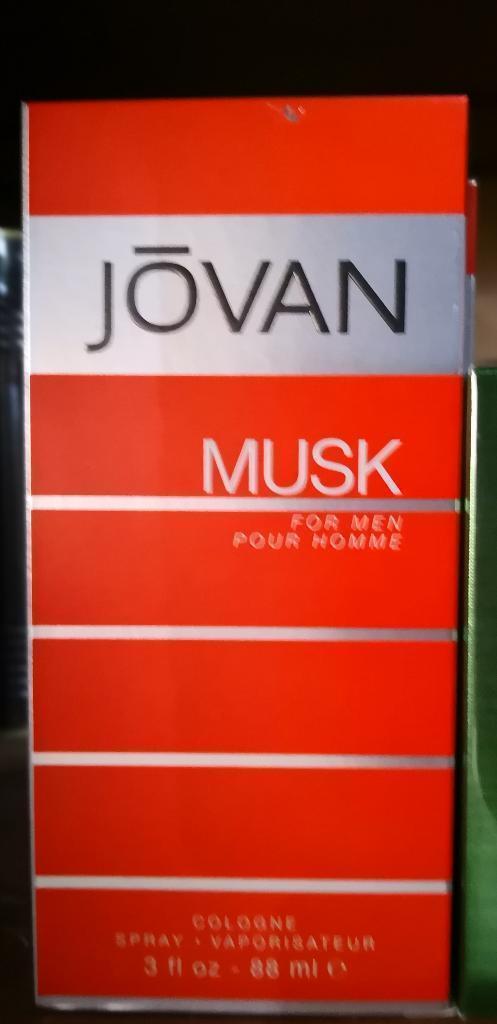 JŌVAN
MUSK
FOR MEN
POUR HOMME
COLOGNE
SPRAY • VAPORISATEUR
3 fl oz - 88 ml ℮